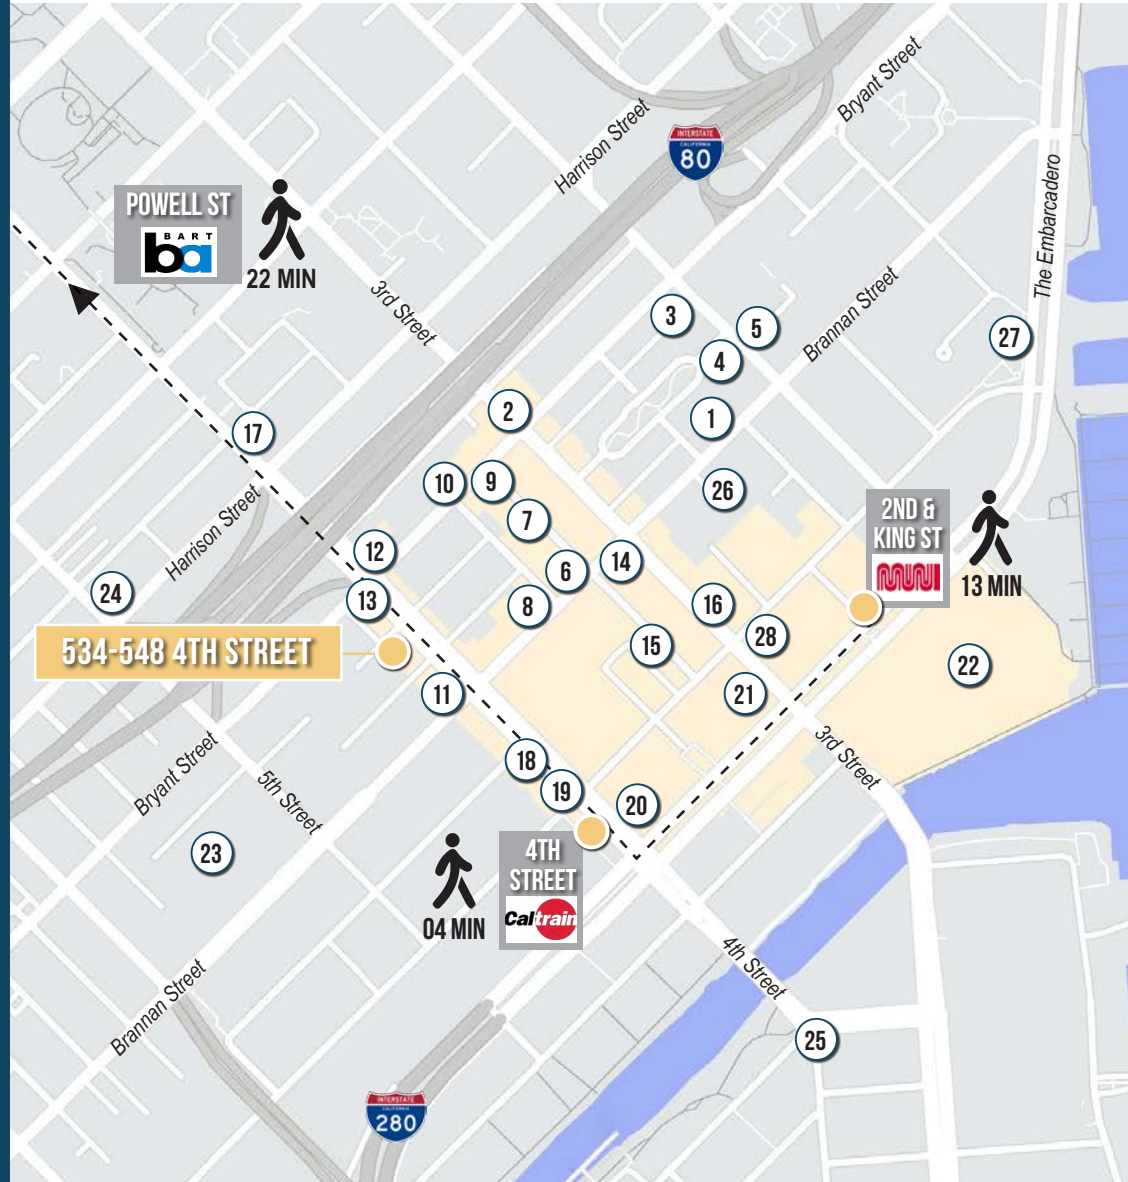 Bryant Street
Harrison Street
INTERSTATE
CALIFORNIA
80
The Embarcadero
POWELL ST
BART
ba
22 MIN
3rd Street
Brannan Street
3
5
27
4
2
1
17
10
9
26
7
2ND &
KING ST
MUNI
13 MIN
Harrison Street
12
14
6
24
13
8
16
28
534-548 4TH STREET
15
22
11
21
Bryant Street
5th Street
18
3rd Street
19
20
23
4TH
STREET
Caltrain
04 MIN
4th Street
Brannan Street
25
INTERSTATE
CALIFORNIA
280